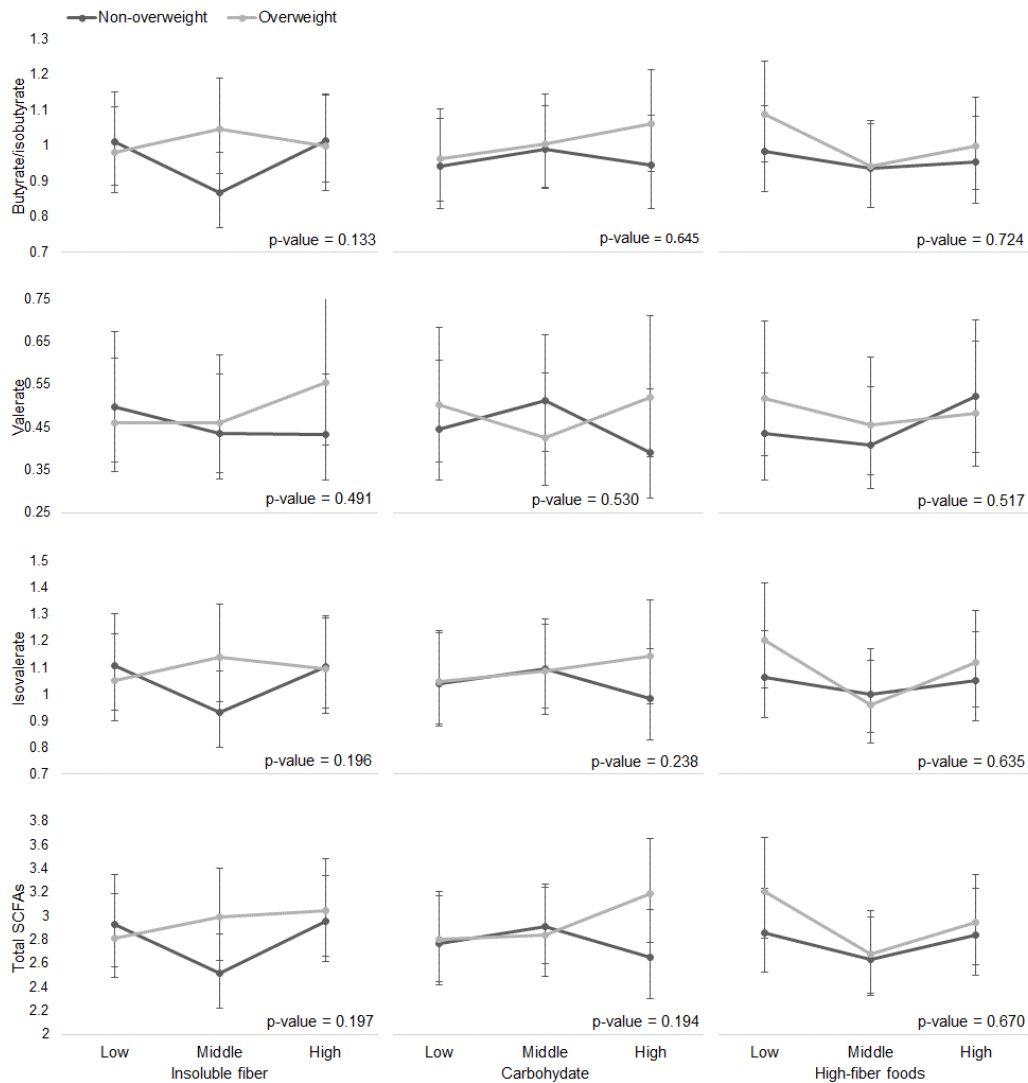 Non-overweight Overweight
Butyrate/isobutyrate
1.3
1.2
1.1
1
0.9
0.8
0.7
p-value = 0.133
p-value = 0.645
p-value = 0.724
Valerate
0.75
0.65
0.55
0.45
0.35
0.25
p-value = 0.491
p-value = 0.530
p-value = 0.517
Isovalerate
1.5
1.4
1.3
1.2
1.1
1
0.9
0.8
0.7
p-value = 0.196
p-value = 0.238
p-value = 0.635
Total SCFAs
3.8
3.6
3.4
3.2
3
2.8
2.6
2.4
2.2
2
p-value = 0.197
p-value = 0.194
p-value = 0.670
Low Middle High
Insoluble fiber
Low Middle High
Carbohydate
Low Middle High
High-fiber foods